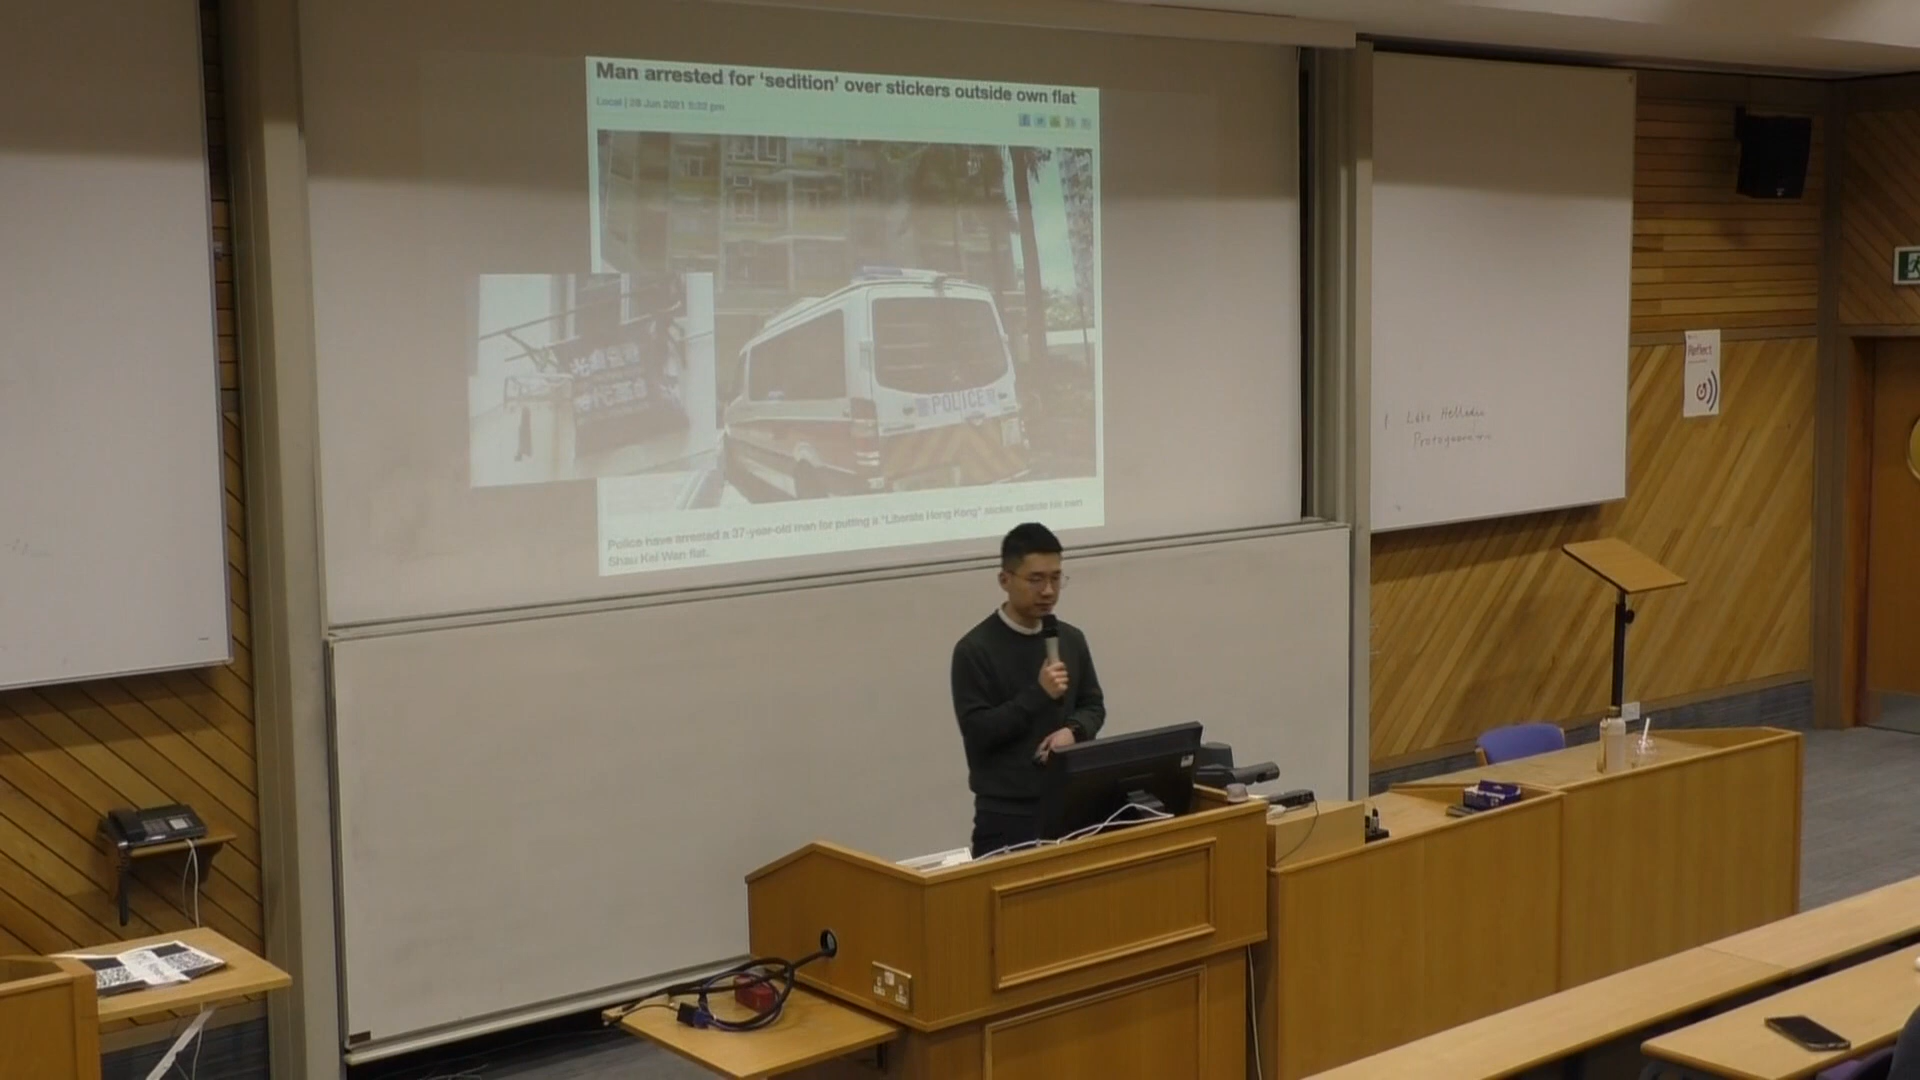 Man arrested for ‘sedition’ over stickers outside own flat
Local | 28 Jun 2021 5:22 pm
光復香港
時代革命
POLICE
Police have arrested a 37-year-old man for putting a "Liberate Hong Kong" sticker outside his own
Shau Kei Wan flat.
Reflect